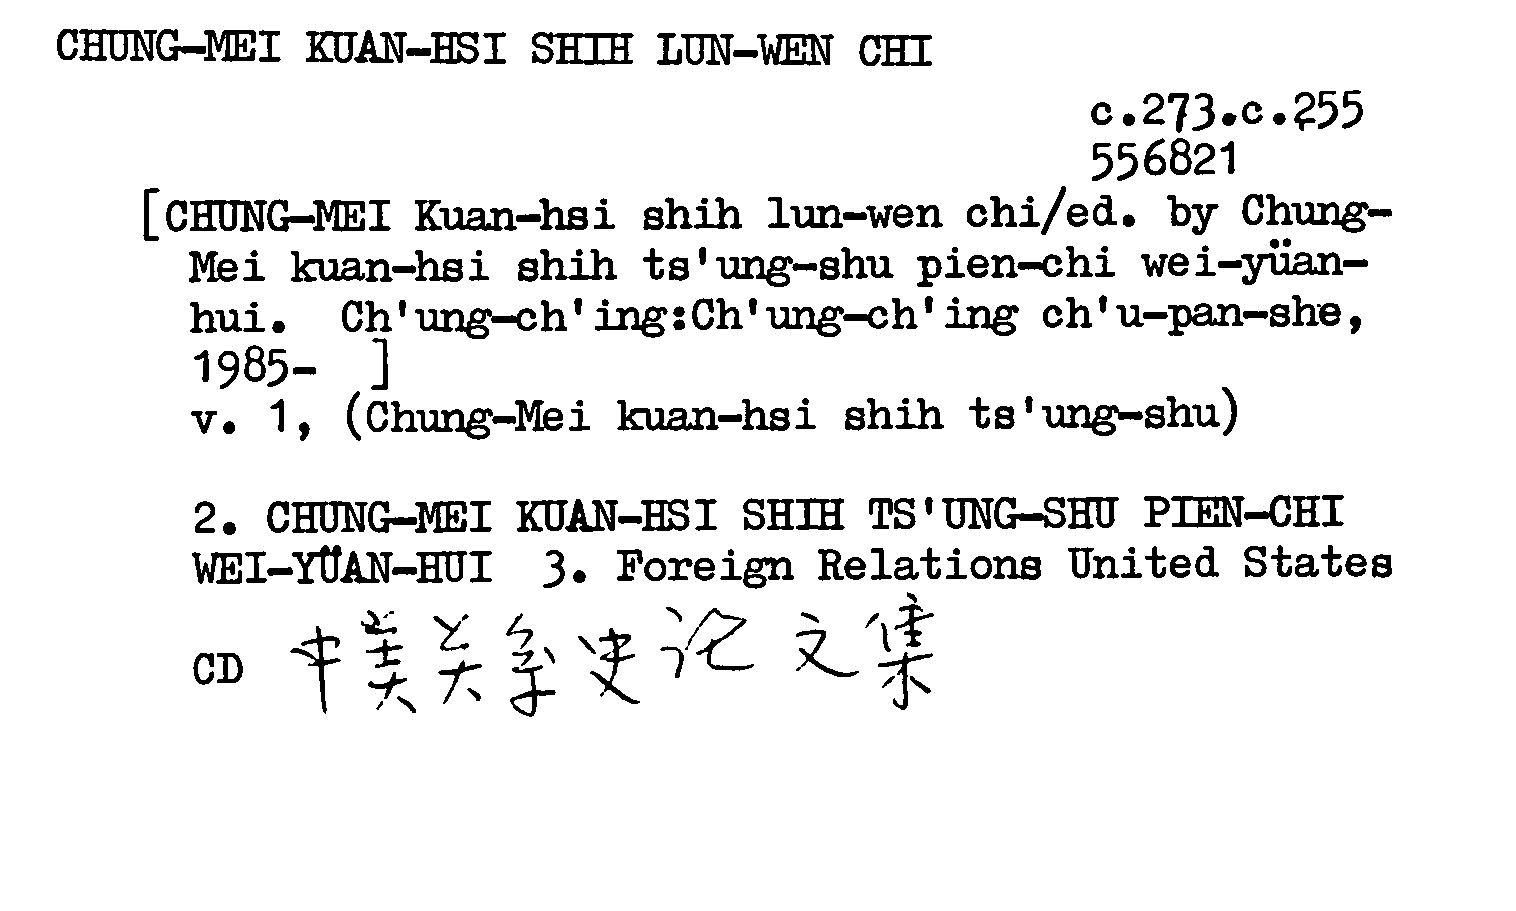 CHUNG-MEI KUAN-HSI SHIH LUN-WEN CHI
c.273.c.255
556821
[CHUNG-MEI Kuan-hsi shih lun-wen chi/ed. by Chung-
Mei kuan-hsi shih ts'ung-shu pien-chi wei-yüan-
hui. Ch'ung-ch'ing:Ch'ung-ch'ing ch'u-pan-she,
1985- ]
v. 1, (Chung-Mei kuan-hsi shih ts'ung-shu)
2. CHUNG-MEI KUAN-HSI SHIH TS'UNG-SHU PIEN-CHI
WEI-YÜAN-HUI 3. Foreign Relations United States
CD 中美关系史论文集